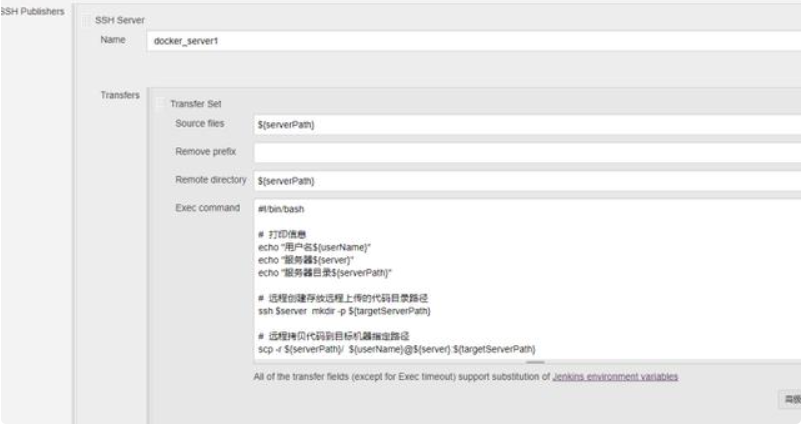 SSH Publishers
SSH Server
Name docker_server1
Transfers
Transfer Set
Source files ${serverPath}
Remove prefix
Remote directory ${serverPath}
Exec command #!/bin/bash
# 打印信息
echo "用户名${userName}"
echo "服务器${server}"
echo "服务器目录${serverPath}"
# 远程创建存放远程上传的代码目录路径
ssh $server mkdir -p ${targetServerPath}
# 远程拷贝代码到目标机器指定路径
scp -r ${serverPath}/ ${userName}@${server}:${targetServerPath}
All of the transfer fields (except for Exec timeout) support substitution of Jenkins environment variables
高级